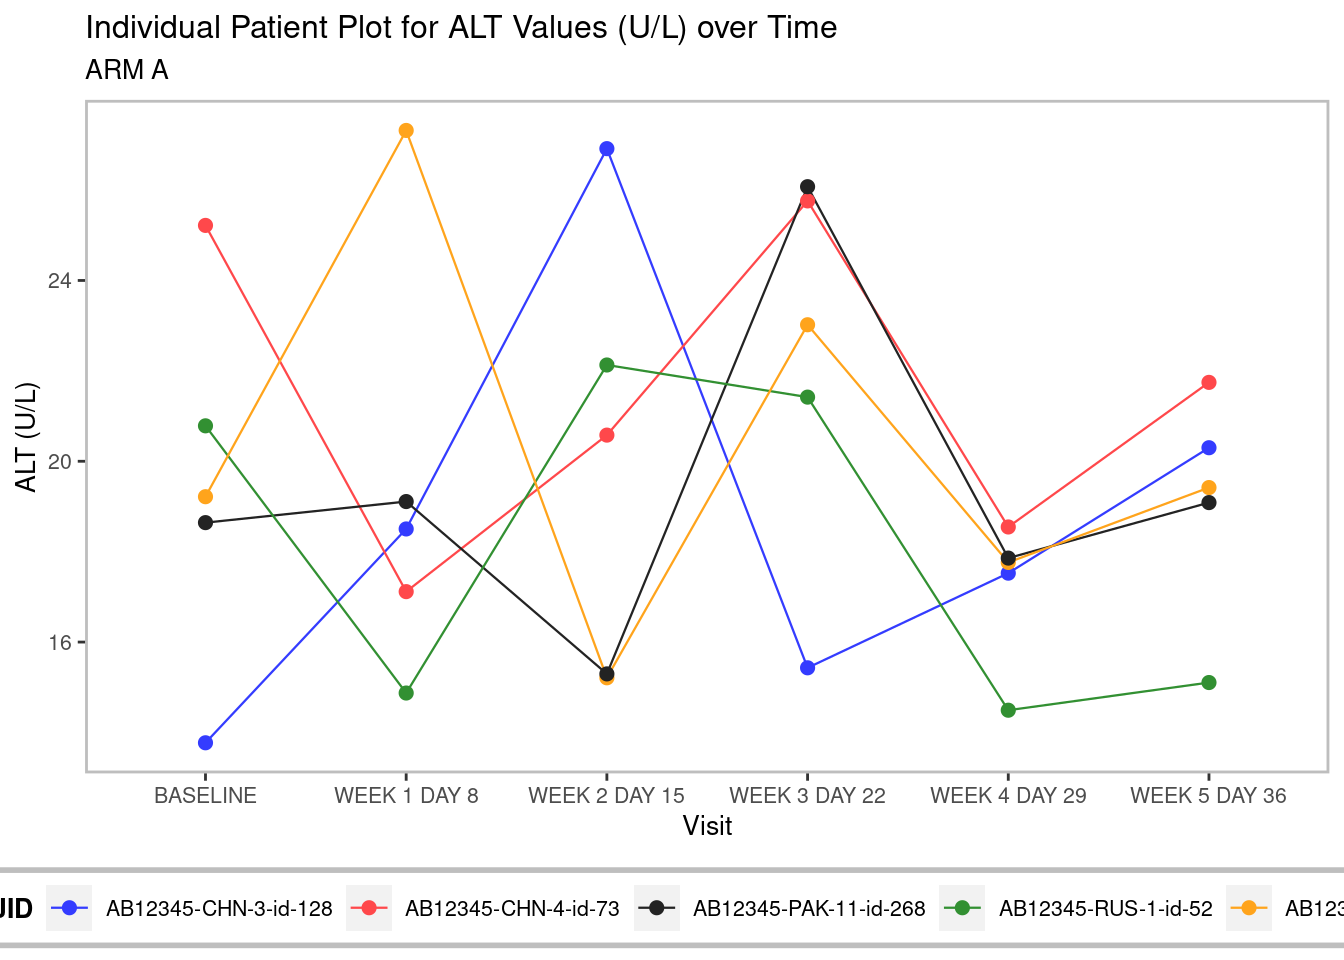 Individual Patient Plot for ALT Values (U/L) over Time
ARM A
ALT (U/L)
24
20
16
BASELINE WEEK 1 DAY 8 WEEK 2 DAY 15 WEEK 3 DAY 22 WEEK 4 DAY 29 WEEK 5 DAY 36
Visit
JID AB12345-CHN-3-id-128 AB12345-CHN-4-id-73 AB12345-PAK-11-id-268 AB12345-RUS-1-id-52 AB123